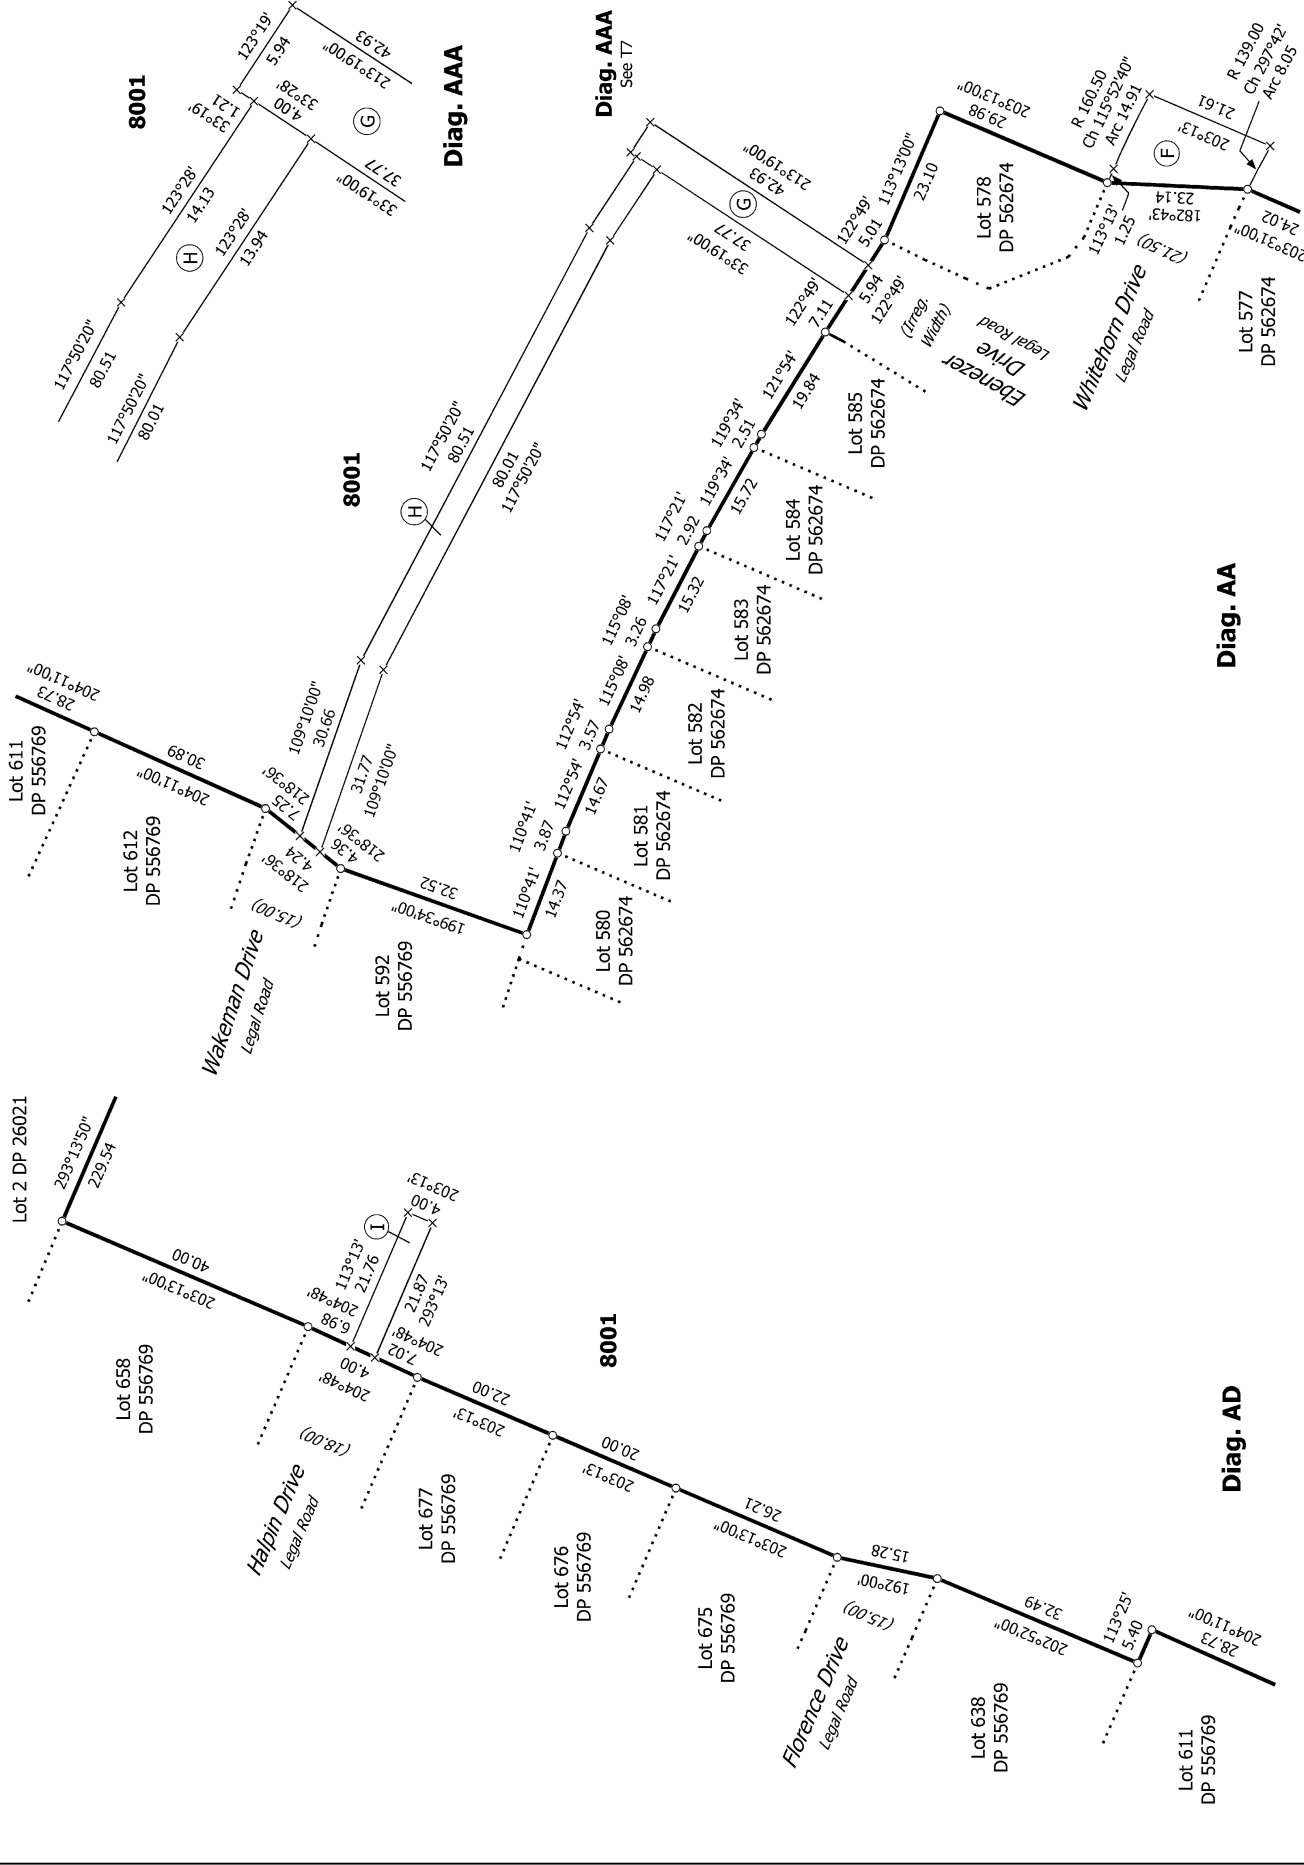 8001
123°19'
5.94
33°19'
1.21
33°28'
4.00
42.93
213°19'00"
G
Diag. AAA
123°28'
14.13
H
123°28'
13.94
37.77
33°19'00"
117°50'20"
80.51
117°50'20"
80.01
Diag. AAA
See T7
29.98
203°13'00"
R 160.50
Ch 115°52'40"
Arc 14.91
R 139.00
Ch 297°42'
Arc 8.05
21.61
203°13'
F
23.14
182°43'
113°13'
1.25
(21.50)
24.02
203°31'00"
Lot 577
DP 562674
Whitehorn Drive
Legal Road
Lot 578
DP 562674
113°13'00"
23.10
42.93
213°19'00"
G
37.77
33°19'00"
122°49'
5.01
5.94
122°49'
(Irreg.
Width)
122°49'
7.11
Ebenezer
Drive
Legal Road
121°54'
19.84
Lot 585
DP 562674
119°34'
2.51
119°34'
15.72
Lot 584
DP 562674
117°21'
2.92
117°21'
15.32
Lot 583
DP 562674
115°08'
3.26
115°08'
14.98
Lot 582
DP 562674
112°54'
3.57
112°54'
14.67
Lot 581
DP 562674
110°41'
3.87
110°41'
14.37
Lot 580
DP 562674
8001
H
117°50'20"
80.51
80.01
117°50'20"
109°10'00"
30.66
31.77
109°10'00"
28.73
204°11'00"
Lot 611
DP 556769
30.89
204°11'00"
Lot 612
DP 556769
218°36'
7.25
4.24
218°36'
4.36
218°36'
(15.00)
Wakeman Drive
Legal Road
32.52
199°34'00"
Lot 592
DP 556769
Diag. AA
Lot 2 DP 26021
293°13'50"
229.54
40.00
203°13'00"
Lot 658
DP 556769
204°48'
6.98
113°13'
21.76
I
4.00
203°13'
21.87
293°13'
4.00
204°48'
7.02
204°48'
(18.00)
Halpin Drive
Legal Road
22.00
203°13'
Lot 677
DP 556769
8001
20.00
203°13'
Lot 676
DP 556769
26.21
203°13'00"
Lot 675
DP 556769
15.28
192°00'
(15.00)
Florence Drive
Legal Road
32.49
202°52'00"
Lot 638
DP 556769
113°25'
5.40
28.73
204°11'00"
Lot 611
DP 556769
Diag. AD